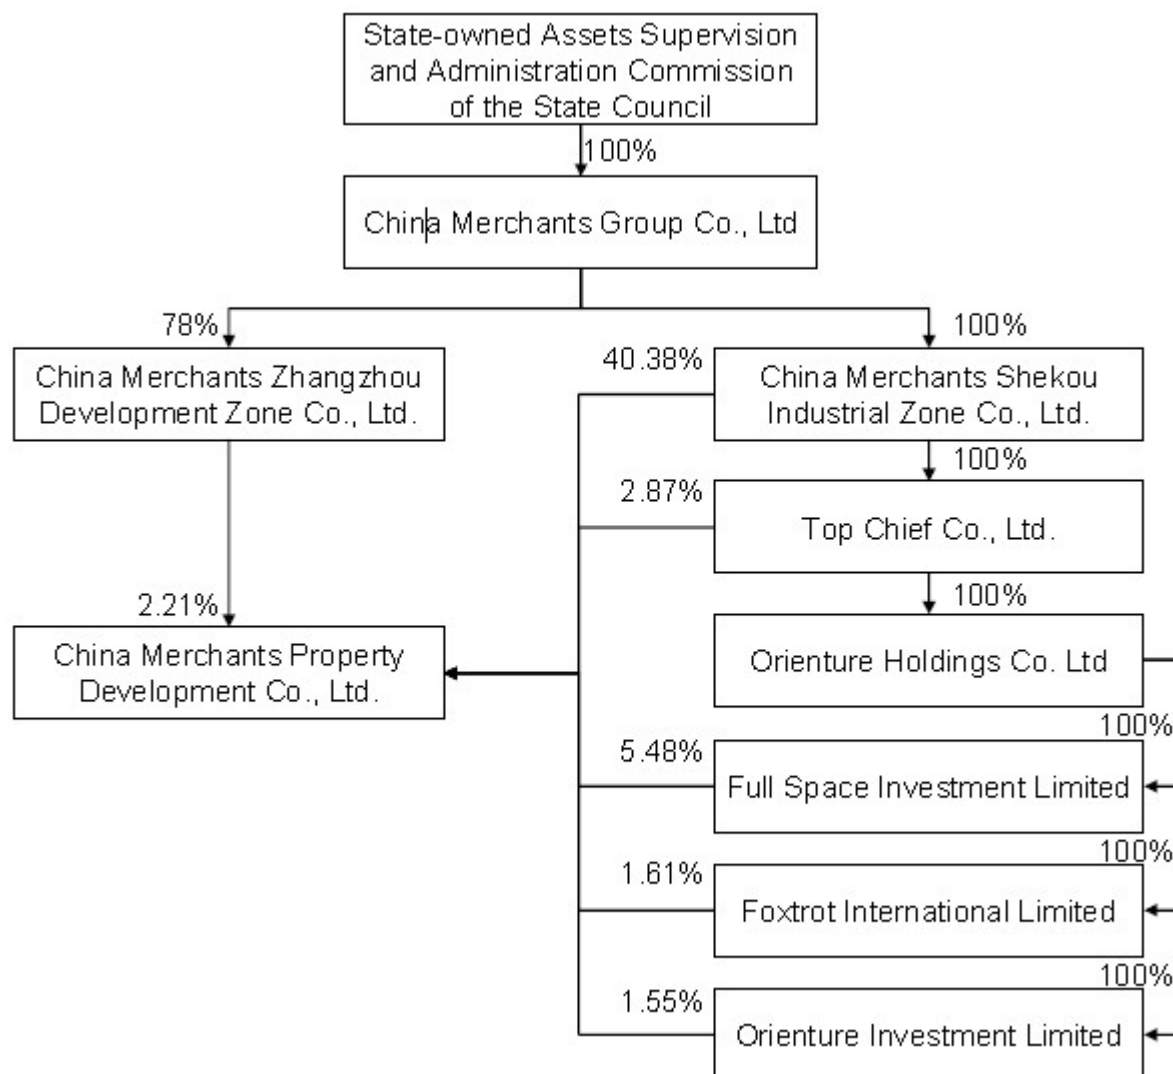 State-owned Assets Supervision
and Administration Commission
of the State Council
100%
China Merchants Group Co., Ltd
78%
100%
China Merchants Zhangzhou
Development Zone Co., Ltd.
40.38%
China Merchants Shekou
Industrial Zone Co., Ltd.
100%
2.87%
Top Chief Co., Ltd.
100%
2.21%
China Merchants Property
Development Co., Ltd.
Orienture Holdings Co. Ltd
100%
5.48%
Full Space Investment Limited
100%
1.61%
Foxtrot International Limited
100%
1.55%
Orienture Investment Limited